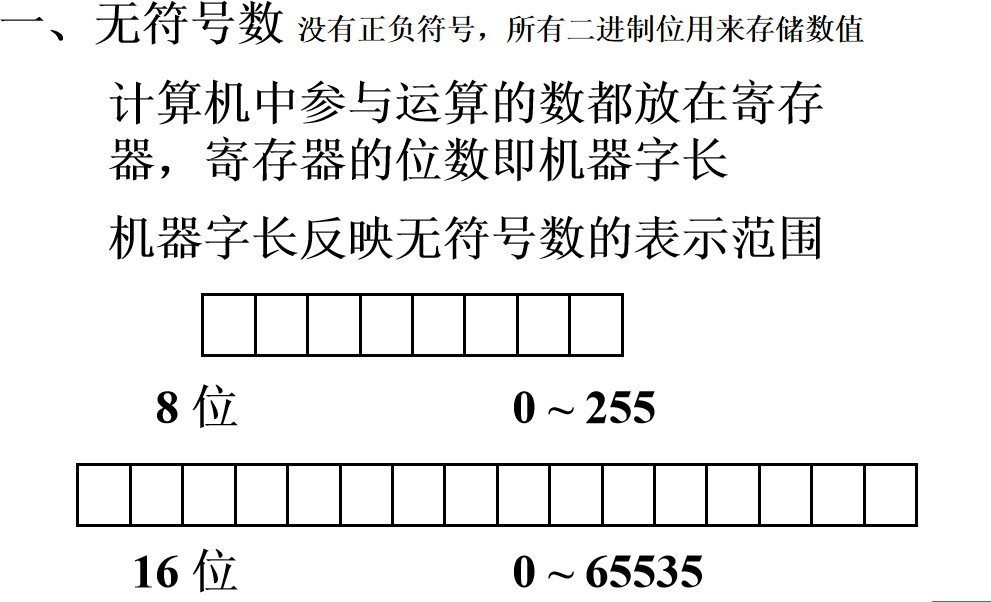 一、无符号数 没有正负符号，所有二进制位用来存储数值
计算机中参与运算的数都放在寄存
器，寄存器的位数即机器字长
机器字长反映无符号数的表示范围
8 位 0 ~ 255
16 位 0 ~ 65535